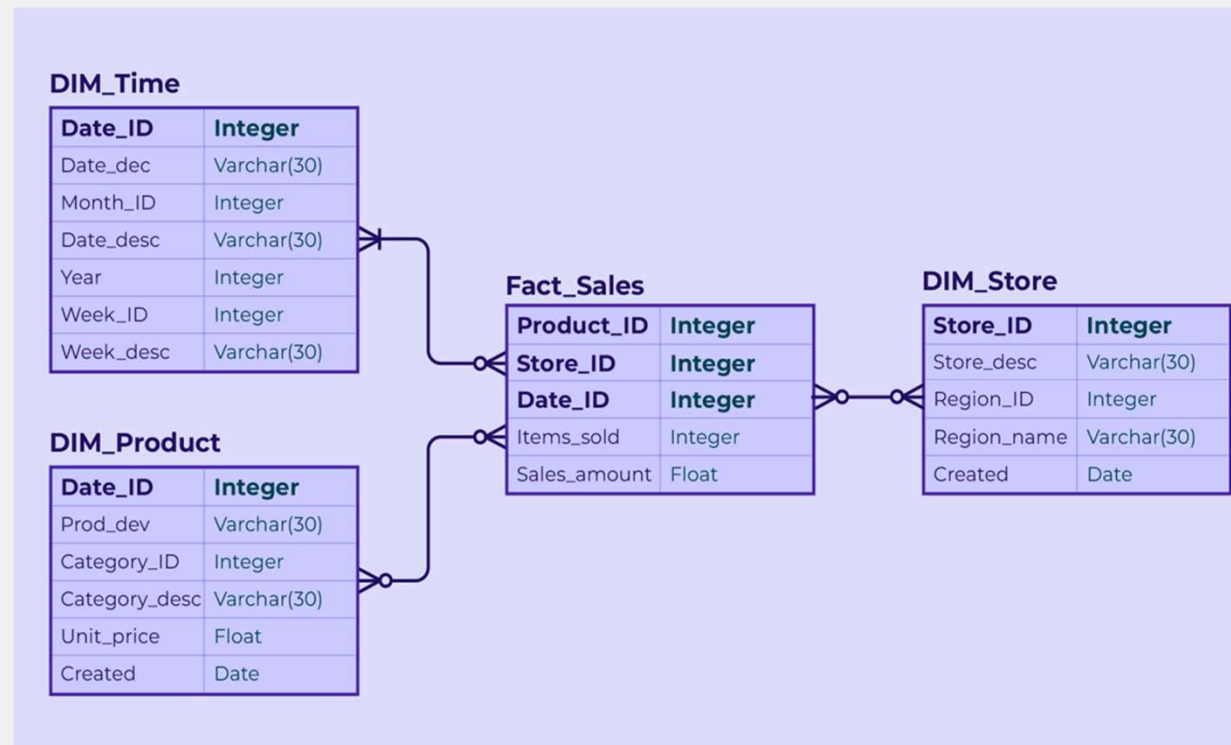 DIM_Time
Date_ID Integer
Date_dec Varchar(30)
Month_ID Integer
Date_desc Varchar(30)
Year Integer
Week_ID Integer
Week_desc Varchar(30)
DIM_Product
Date_ID Integer
Prod_dev Varchar(30)
Category_ID Integer
Category_desc Varchar(30)
Unit_price Float
Created Date
Fact_Sales
Product_ID Integer
Store_ID Integer
Date_ID Integer
Items_sold Integer
Sales_amount Float
DIM_Store
Store_ID Integer
Store_desc Varchar(30)
Region_ID Integer
Region_name Varchar(30)
Created Date